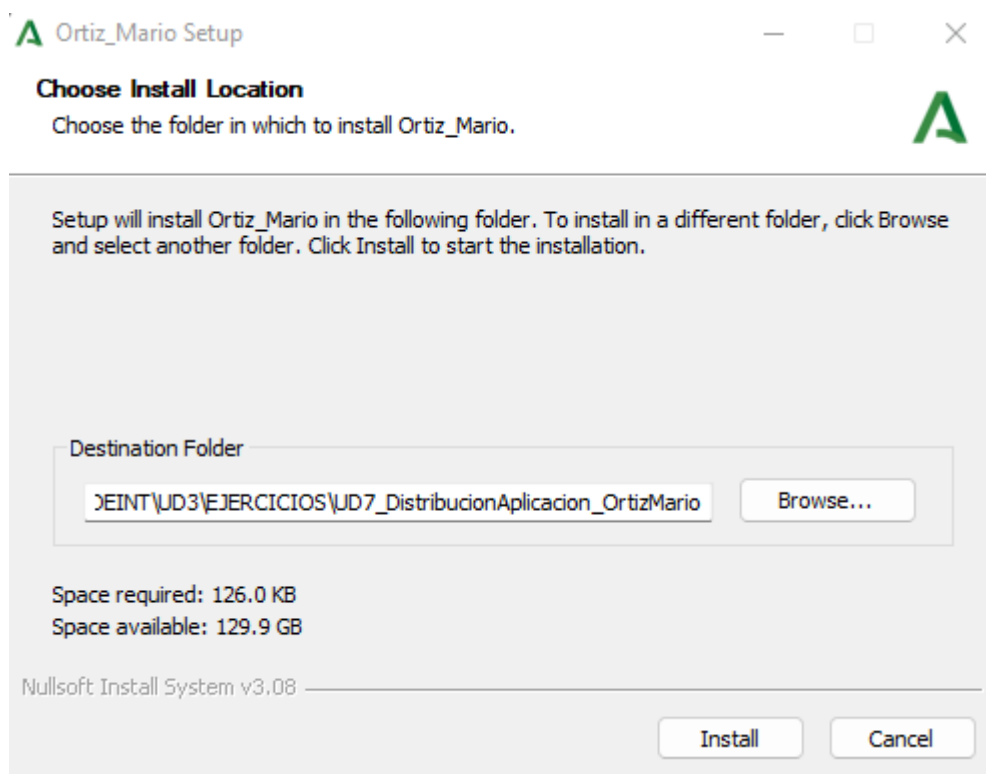 Ortiz_Mario Setup
Choose Install Location
Choose the folder in which to install Ortiz_Mario.
Setup will install Ortiz_Mario in the following folder. To install in a different folder, click Browse
and select another folder. Click Install to start the installation.
Destination Folder
EINT\UD3\EJERCICIOS\UD7_DistribucionAplicacion_OrtizMario
Browse...
Space required: 126.0 KB
Space available: 129.9 GB
Nullsoft Install System v3.08
Install
Cancel